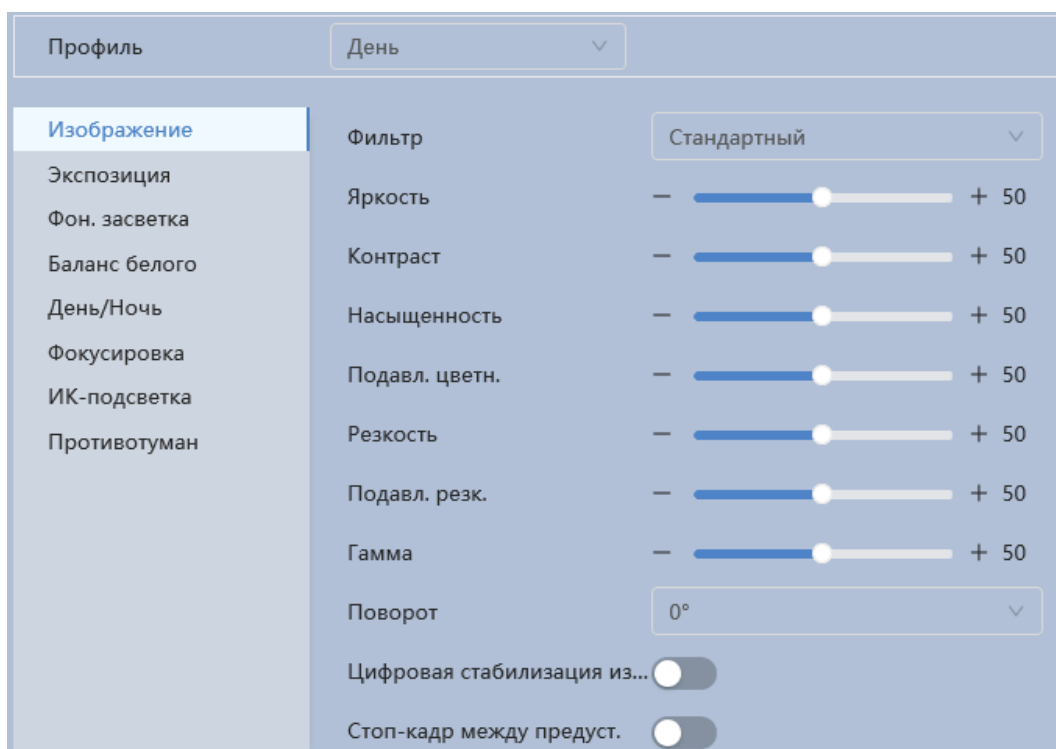 Профиль День
Изображение
Экспозиция
Фон. засветка
Баланс белого
День/Ночь
Фокусировка
ИК-подсветка
Противотуман
Фильтр Стандартный
Яркость − + 50
Контраст − + 50
Насыщенность − + 50
Подавл. цветн. − + 50
Резкость − + 50
Подавл. резк. − + 50
Гамма − + 50
Поворот 0°
Цифровая стабилизация из...
Стоп-кадр между предуст.